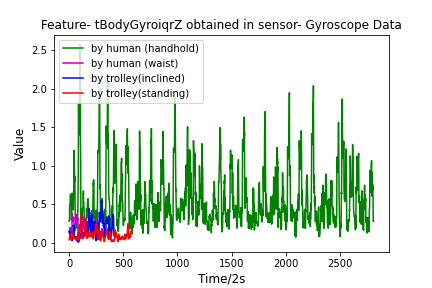 Feature- tBodyGyroiqrZ obtained in sensor- Gyroscope Data
by human (handhold)
by human (waist)
by trolley(inclined)
by trolley(standing)
Value
2.5
2.0
1.5
1.0
0.5
0.0
0 500 1000 1500 2000 2500
Time/2s